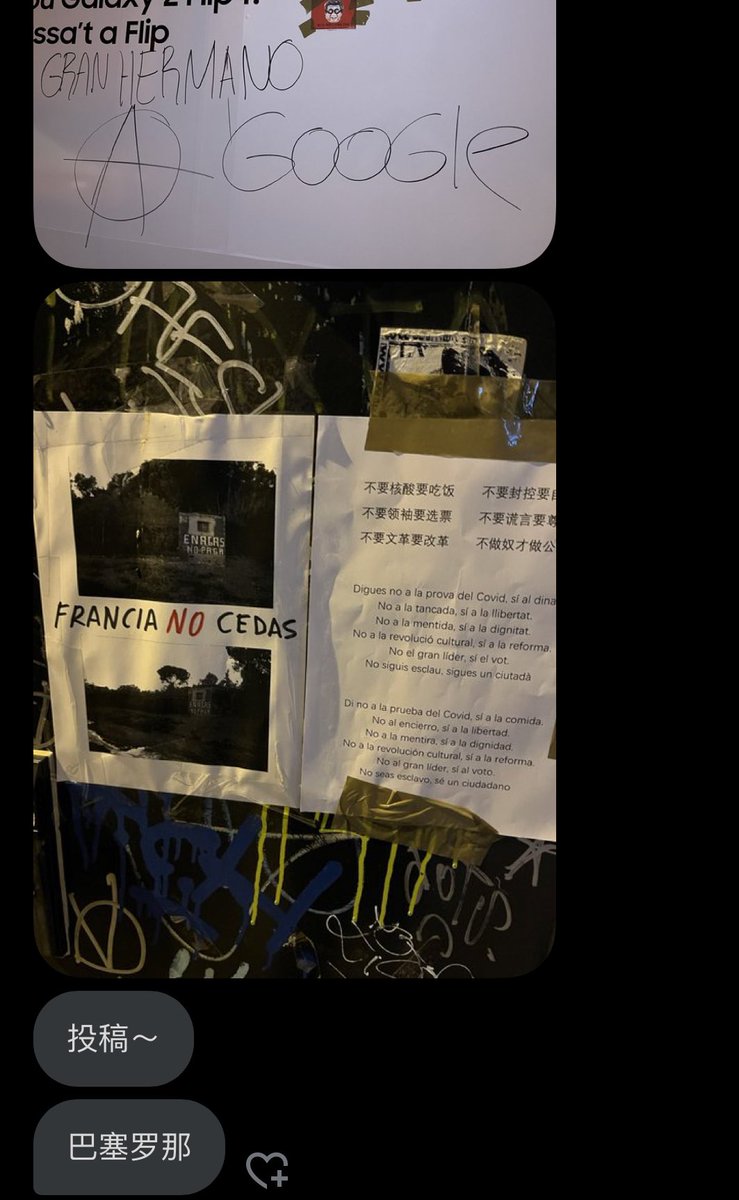 ssa't a Flip
GRAN HERMANO
GOOGLE
ENAGAS
NO PAGA
FRANCIA NO CEDAS
不要核酸要吃饭 不要封控要
不要领袖要选票 不要谎言要尊
不要文革要改革 不做奴才做公
Digues no a la prova del Covid, sí al dina
No a la tancada, sí a la llibertat.
No a la mentida, sí a la dignitat.
No a la revolució cultural, sí a la reforma.
No el gran líder, sí el vot.
No siguis esclau, sigues un ciutadà
Di no a la prueba del Covid, sí a la comida.
No al encierro, sí a la libertad.
No a la mentira, sí a la dignidad.
No a la revolución cultural, sí a la reforma.
No al gran líder, sí al voto.
No seas esclavo, sé un ciudadano
投稿～
巴塞罗那